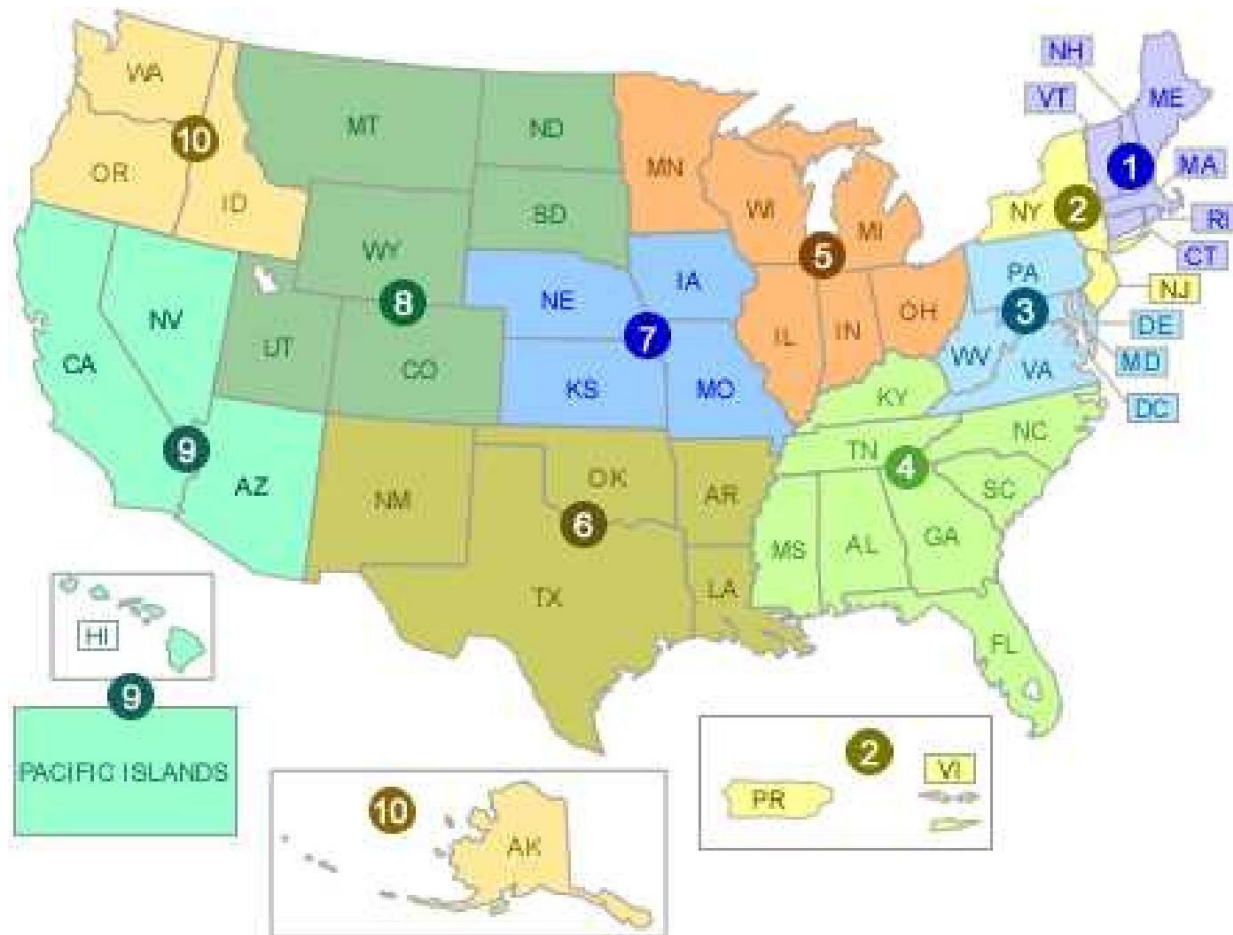 WA
10
OR
ID
MT
ND
SD
WY
8
UT
CO
NE
IA
7
KS
MO
MN
WI
MI
5
IL
IN
OH
NH
VT
ME
1
MA
RI
CT
NY
2
NJ
PA
3
DE
WV
VA
MD
DC
KY
TN
NC
4
SC
MS
AL
GA
FL
CA
NV
9
AZ
NM
OK
AR
6
TX
LA
HI
9
PACIFIC ISLANDS
10
AK
2
VI
PR